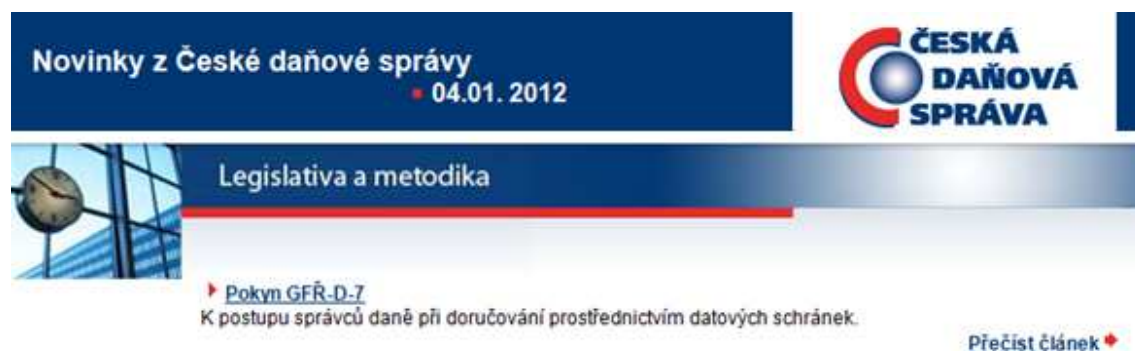 Novinky z České daňové správy
04.01. 2012
ČESKÁ
DAŇOVÁ
SPRÁVA
Legislativa a metodika
Pokyn GFŘ-D-7
K postupu správců daně při doručování prostřednictvím datových schránek.
Přečíst článek